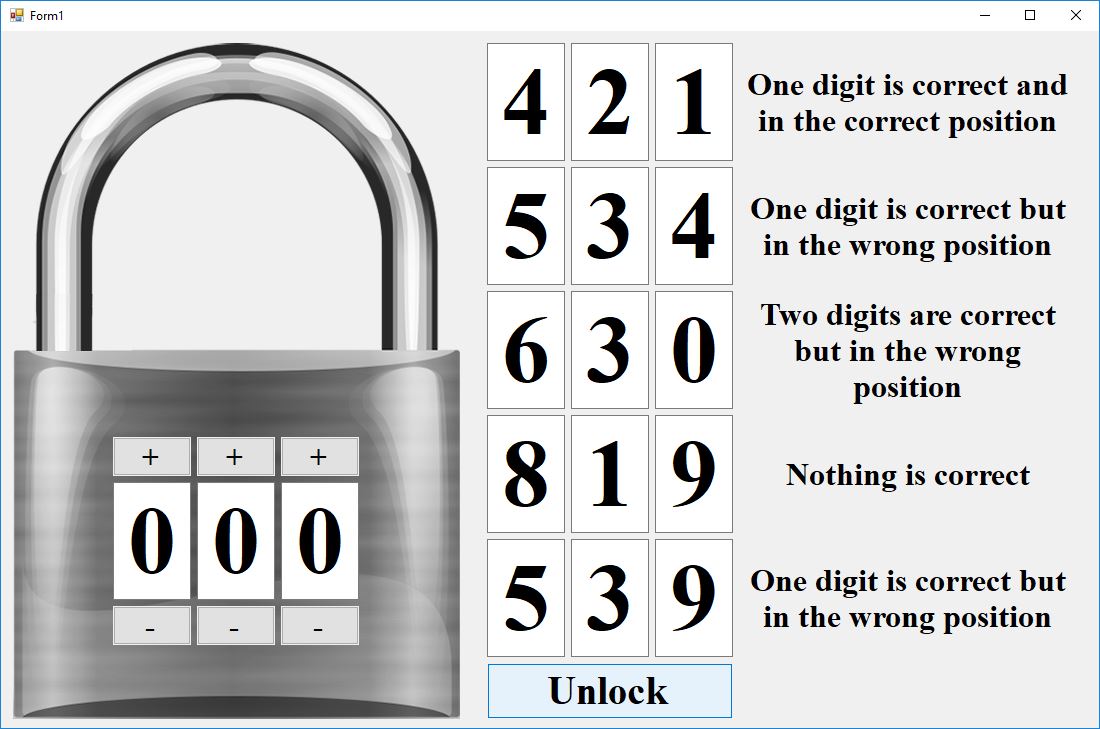 Form1
4 2 1
One digit is correct and
in the correct position
5 3 4
One digit is correct but
in the wrong position
6 3 0
Two digits are correct
but in the wrong
position
8 1 9
Nothing is correct
5 3 9
One digit is correct but
in the wrong position
+ + +
0 0 0
- - -
Unlock